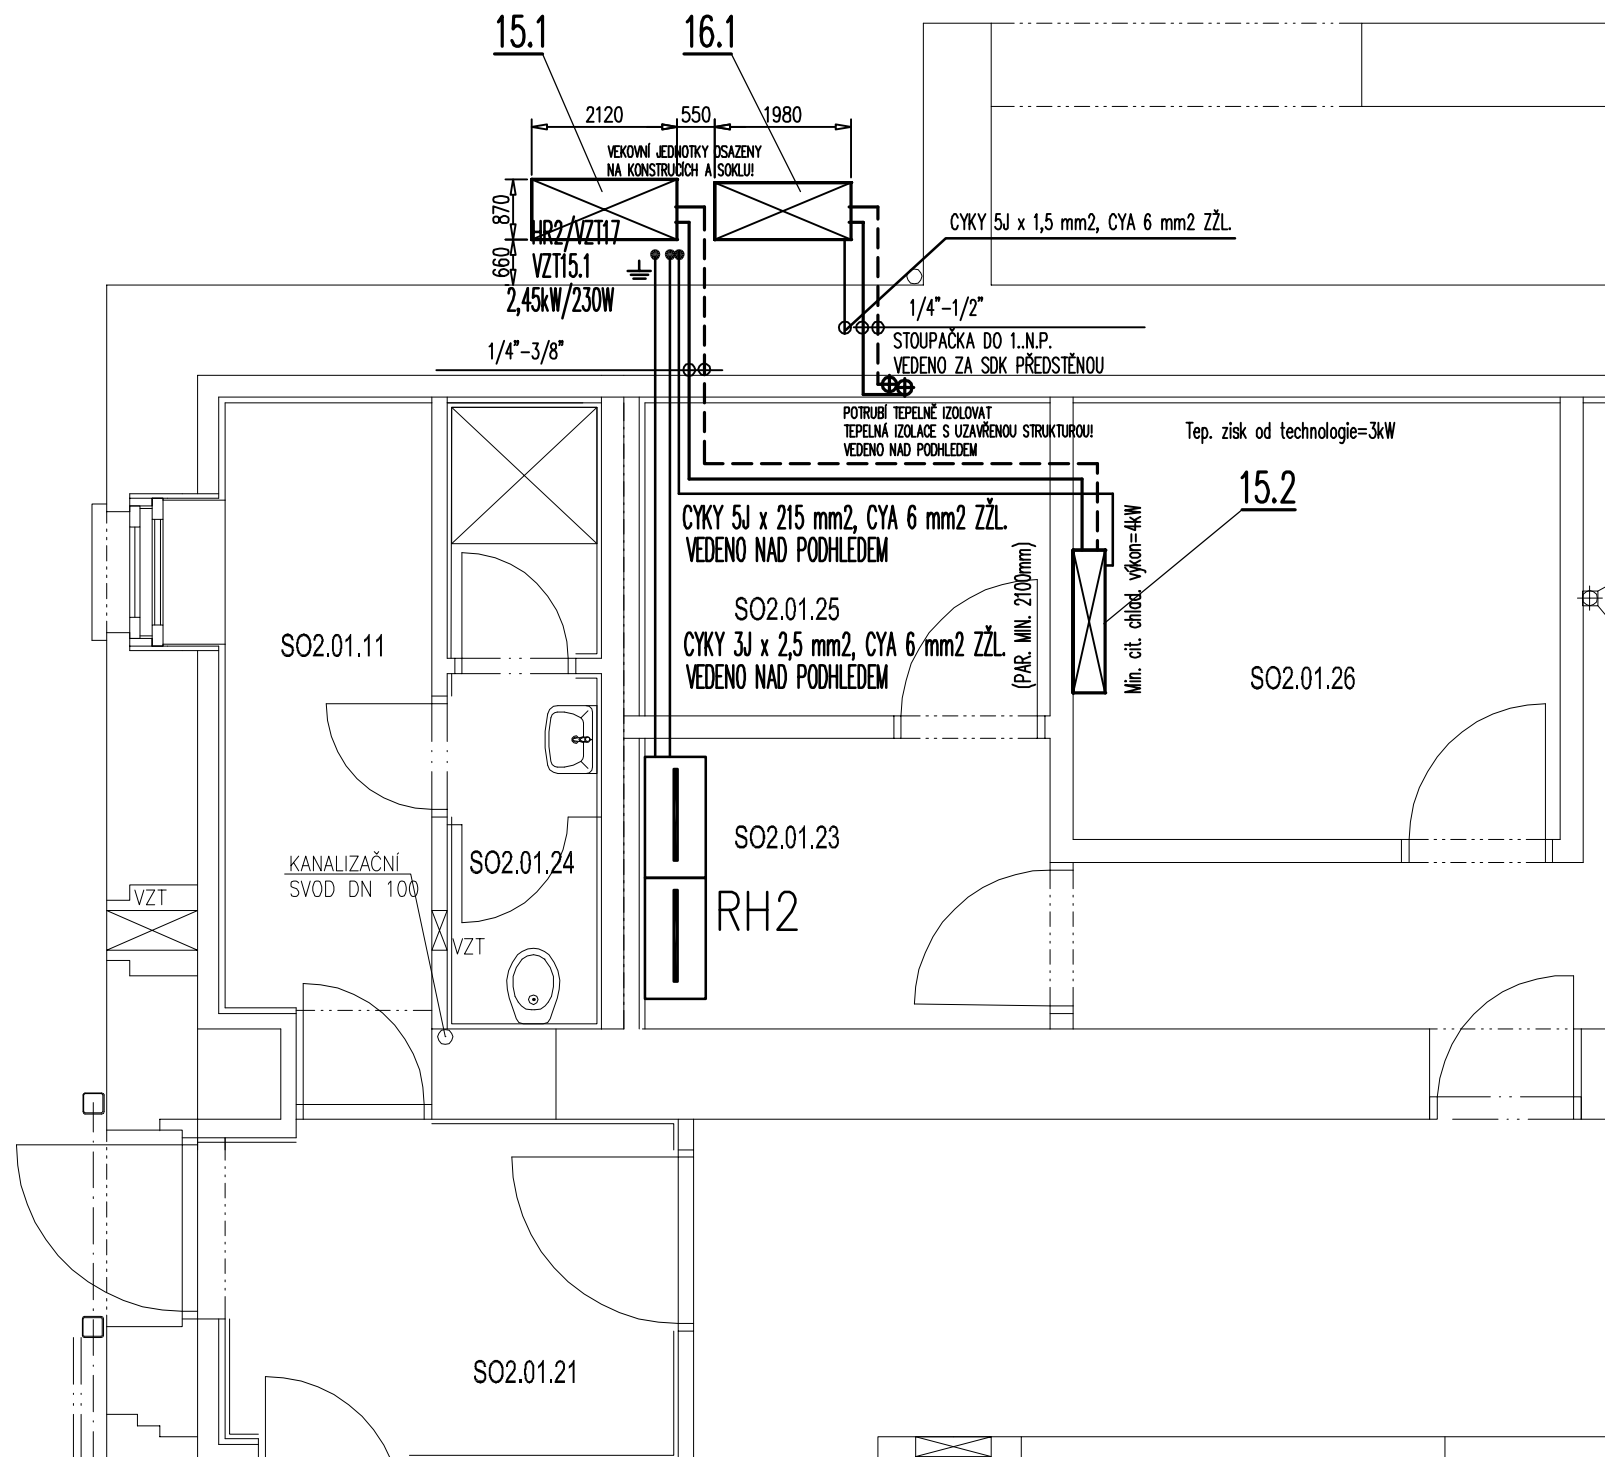 15.1
16.1
2120
550
1980
VEKOVNÍ JEDNOTKY OSAZENY
NA KONSTRUCÍCH A SOKLU!
870
660
HR2/VZT17
VZT15.1
2,45kW/230W
CYKY 5J x 1,5 mm2, CYA 6 mm2 ZŽL.
1/4"-1/2"
STOUPAČKA DO 1..N.P.
VEDENO ZA SDK PŘEDSTĚNOU
1/4"-3/8"
POTRUBÍ TEPELNĚ IZOLOVAT
TEPELNÁ IZOLACE S UZAVŘENOU STRUKTUROU!
VEDENO NAD PODHLEDEM
Tep. zisk od technologie=3kW
15.2
CYKY 5J x 215 mm2, CYA 6 mm2 ZŽL.
VEDENO NAD PODHLEDEM
(PAR. MIN. 2100mm)
Min. cit. chlad. výkon=4kW
SO2.01.25
CYKY 3J x 2,5 mm2, CYA 6 mm2 ZŽL.
VEDENO NAD PODHLEDEM
SO2.01.11
SO2.01.26
SO2.01.23
SO2.01.24
KANALIZAČNÍ
SVOD DN 100
VZT
RH2
VZT
SO2.01.21